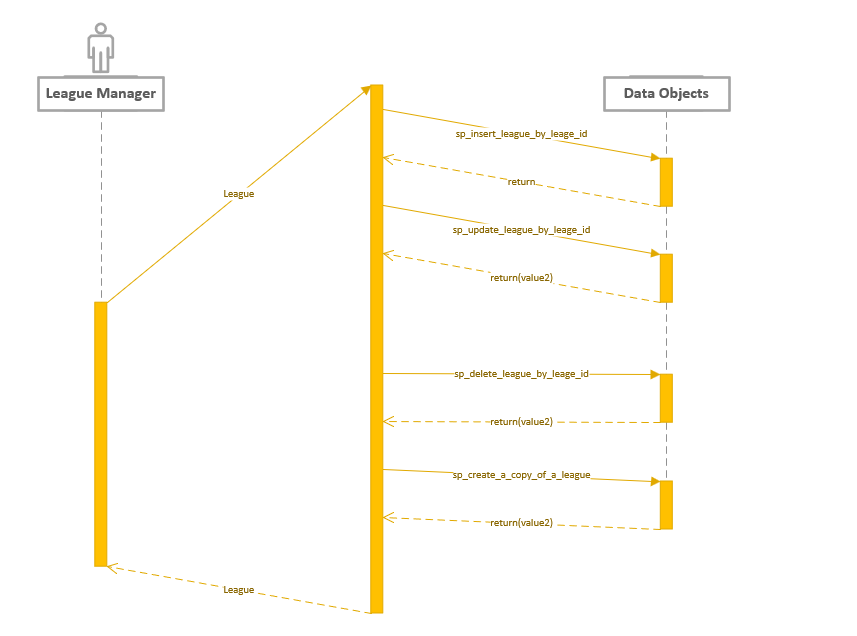 League Manager
Data Objects
sp_insert_league_by_leage_id
return
League
sp_update_league_by_leage_id
return(value2)
sp_delete_league_by_leage_id
return(value2)
sp_create_a_copy_of_a_league
return(value2)
League